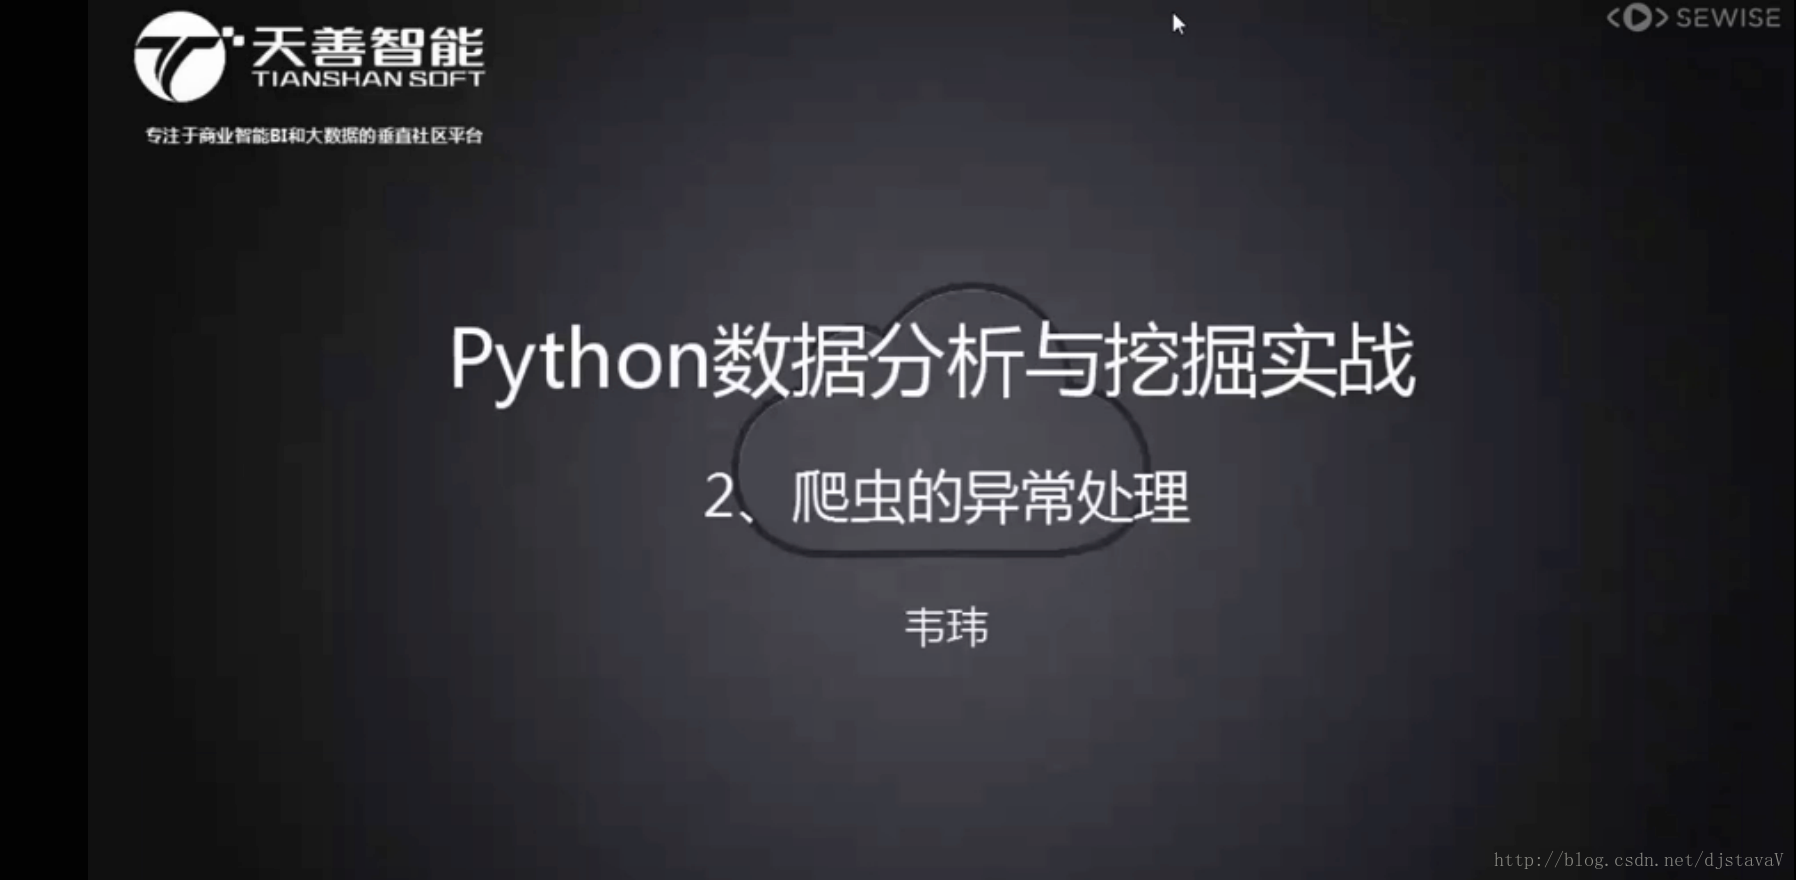 天善智能
TIANSHAN SOFT
专注于商业智能BI和大数据的垂直社区平台
SEWISE
Python数据分析与挖掘实战
2、爬虫的异常处理
韦玮
http://blog.csdn.net/djstavaV